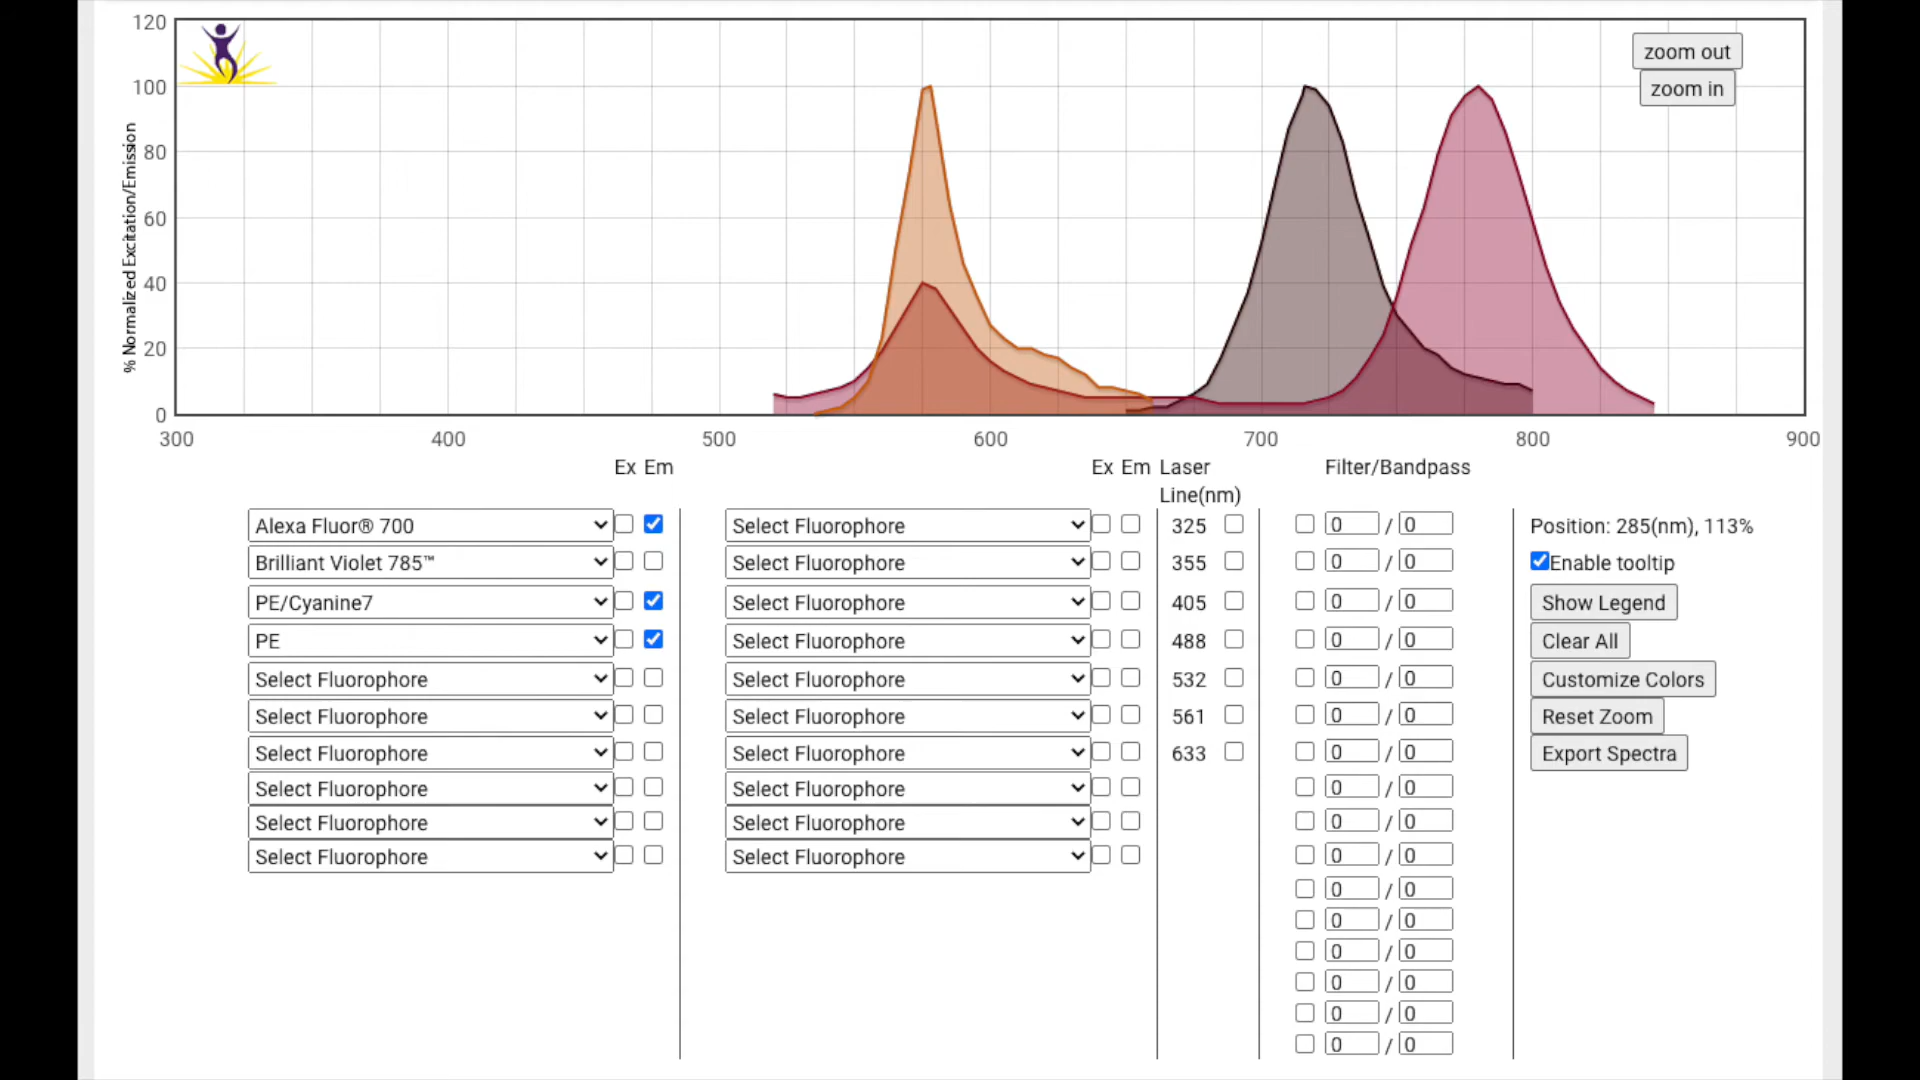 120
100
80
60
40
20
0
% Normalized Excitation/Emission
zoom out
zoom in
300 400 500 600 700 800 900
Ex Em Ex Em Laser Line(nm) Filter/Bandpass
Alexa Fluor® 700 Select Fluorophore 325 0 / 0 Position: 285(nm), 113%
Brilliant Violet 785™ Select Fluorophore 355 0 / 0 Enable tooltip
PE/Cyanine7 Select Fluorophore 405 0 / 0 Show Legend
PE Select Fluorophore 488 0 / 0 Clear All
Select Fluorophore Select Fluorophore 532 0 / 0 Customize Colors
Select Fluorophore Select Fluorophore 561 0 / 0 Reset Zoom
Select Fluorophore Select Fluorophore 633 0 / 0 Export Spectra
Select Fluorophore Select Fluorophore 0 / 0
Select Fluorophore Select Fluorophore 0 / 0
Select Fluorophore Select Fluorophore 0 / 0
0 / 0
0 / 0
0 / 0
0 / 0
0 / 0
0 / 0